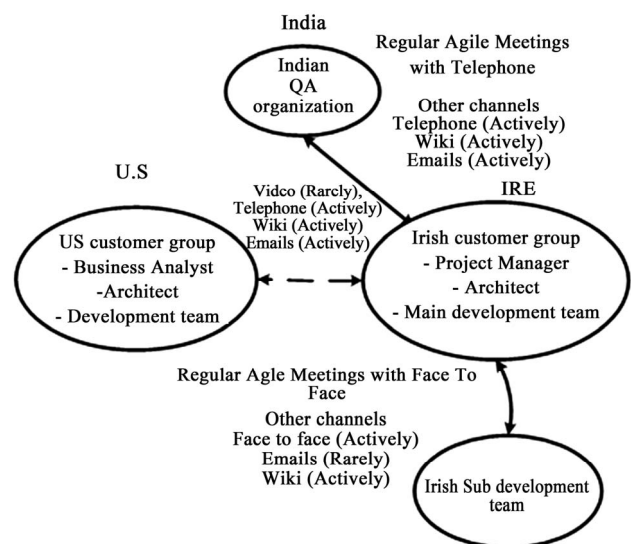 India
Indian
QA
organization
Regular Agile Meetings
with Telephone
Other channels
Telephone (Actively)
Wiki (Actively)
Emails (Actively)
U.S
IRE
Vidco (Rarcly),
Telephone (Actively)
Wiki (Actively)
Emails (Actively)
US customer group
- Business Analyst
-Architect
- Development team
Irish customer group
- Project Manager
- Architect
- Main development team
Regular Agle Meetings with Face To
Face
Other channels
Face to face (Actively)
Emails (Rarely)
Wiki (Actively)
Irish Sub development
team